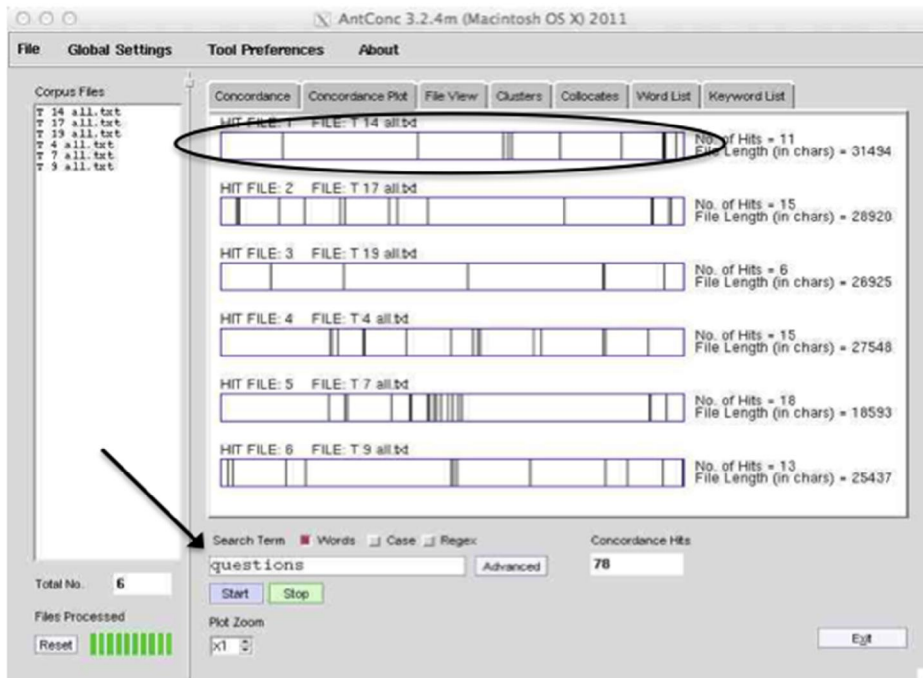 AntConc 3.2.4m (Macintosh OS X) 2011
File Global Settings Tool Preferences About
Corpus Files
T 14 all.txt
T 17 all.txt
T 19 all.txt
T 4 all.txt
T 7 all.txt
T 9 all.txt
Total No. 6
Files Processed
Reset
Concordance Concordance Plot File View Clusters Collocates Word List Keyword List
HIT FILE: 1 FILE: T 14 all.txt
No. of Hits = 11
File Length (in chars) = 31494
HIT FILE: 2 FILE: T 17 all.txt
No. of Hits = 15
File Length (in chars) = 28920
HIT FILE: 3 FILE: T 19 all.txt
No. of Hits = 6
File Length (in chars) = 26925
HIT FILE: 4 FILE: T 4 all.txt
No. of Hits = 15
File Length (in chars) = 27548
HIT FILE: 5 FILE: T 7 all.txt
No. of Hits = 18
File Length (in chars) = 18593
HIT FILE: 6 FILE: T 9 all.txt
No. of Hits = 13
File Length (in chars) = 25437
Search Term Words Case Regex
Concordance Hits
questions Advanced 78
Start Stop
Plot Zoom
x1
Exit